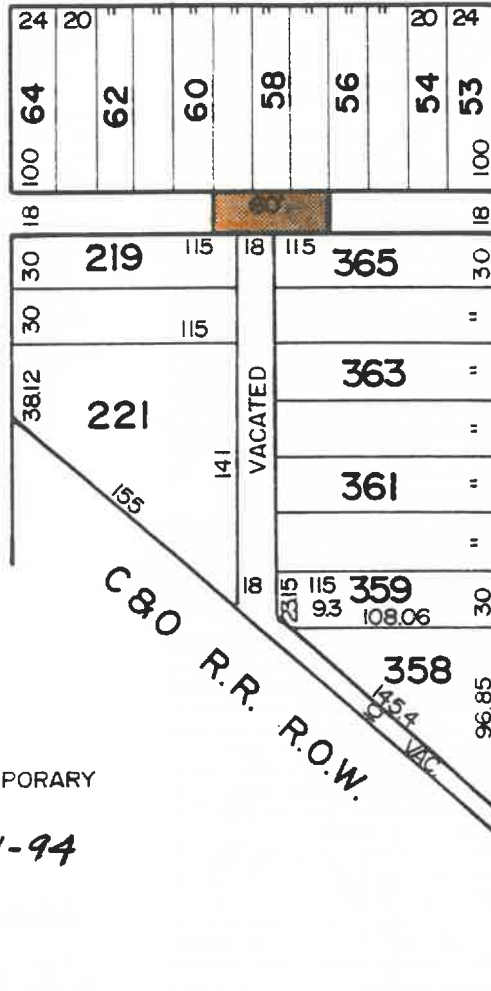 24 20 " " " " " " 20 24
64 62 60 58 56 54 53
100 100
18 60' 18
30 219 115 18 115 365 30
30 115 "
38.12 221 363 "
VACATED "
141 361 "
155 "
18 23.15 115 359 30
9.3 108.06
C & O R.R. R.O.W. 358
145.4 96.85
VAC.
PORARY
-94